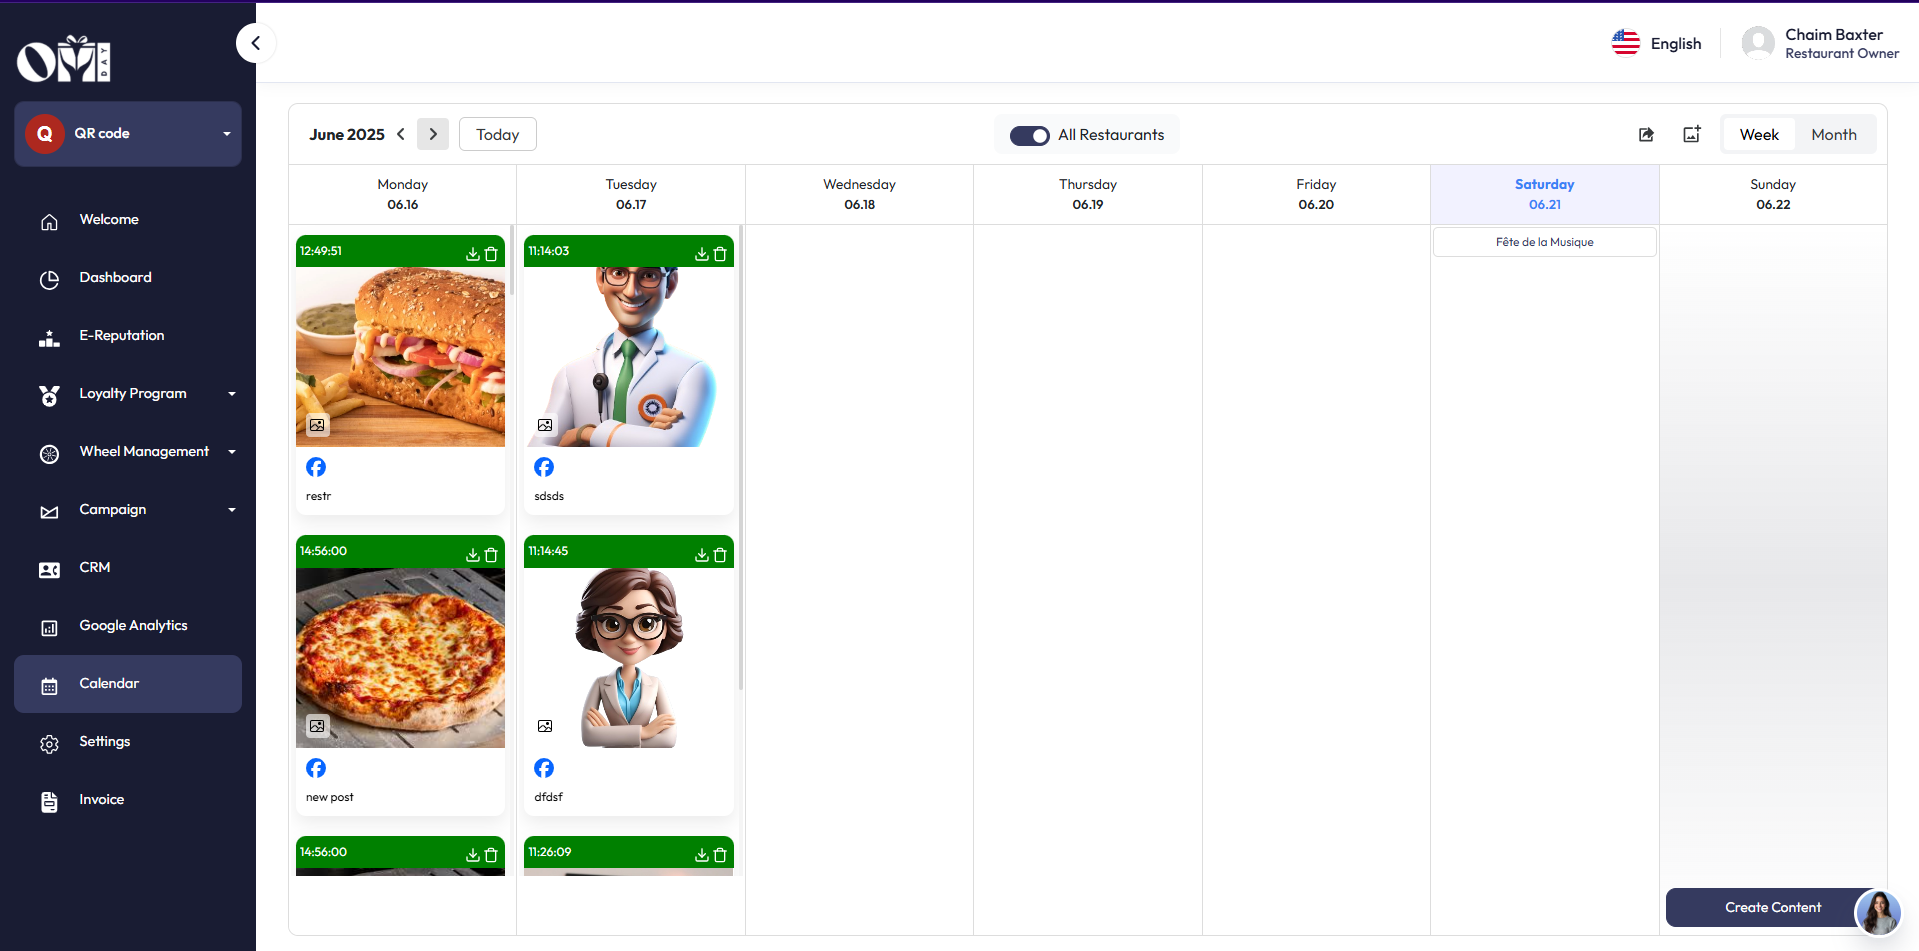 OMDAY
English
Chaim Baxter
Restaurant Owner
Q QR code
Welcome
Dashboard
E-Reputation
Loyalty Program
Wheel Management
Campaign
CRM
Google Analytics
Calendar
Settings
Invoice
June 2025
Today
All Restaurants
Week
Month
Monday
06.16
Tuesday
06.17
Wednesday
06.18
Thursday
06.19
Friday
06.20
Saturday
06.21
Sunday
06.22
12:49:51
restr
14:56:00
new post
14:56:00
11:14:03
sdsds
11:14:45
dfdsf
11:26:09
Fête de la Musique
Create Content